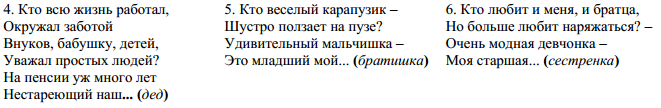 4. Кто всю жизнь работал,
Окружал заботой
Внуков, бабушку, детей,
Уважал простых людей?
На пенсии уж много лет
Нестареющий наш... (дед)
5. Кто веселый карапузик –
Шустро ползает на пузе?
Удивительный мальчишка –
Это младший мой... (братишка)
6. Кто любит и меня, и братца,
Но больше любит наряжаться? –
Очень модная девчонка –
Моя старшая... (сестренка)